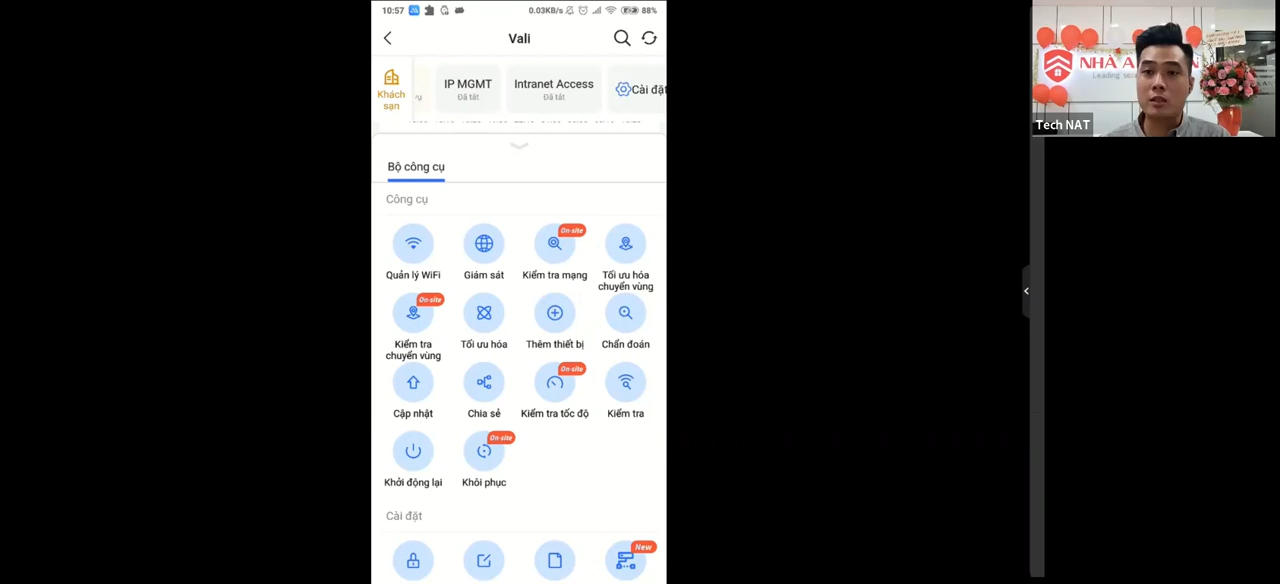 10:57
0.03KB/s
88%
Vali
Khách sạn
IP MGMT
Đã tắt
Intranet Access
Đã tắt
Cài đặt
Bộ công cụ
Công cụ
On-site
Quản lý WiFi
Giám sát
Kiểm tra mạng
Tối ưu hóa chuyển vùng
On-site
Kiểm tra chuyển vùng
Tối ưu hóa
Thêm thiết bị
Chẩn đoán
On-site
Cập nhật
Chia sẻ
Kiểm tra tốc độ
Kiểm tra
On-site
Khởi động lại
Khôi phục
Cài đặt
New
NHÀ A
Leading
Tech NAT